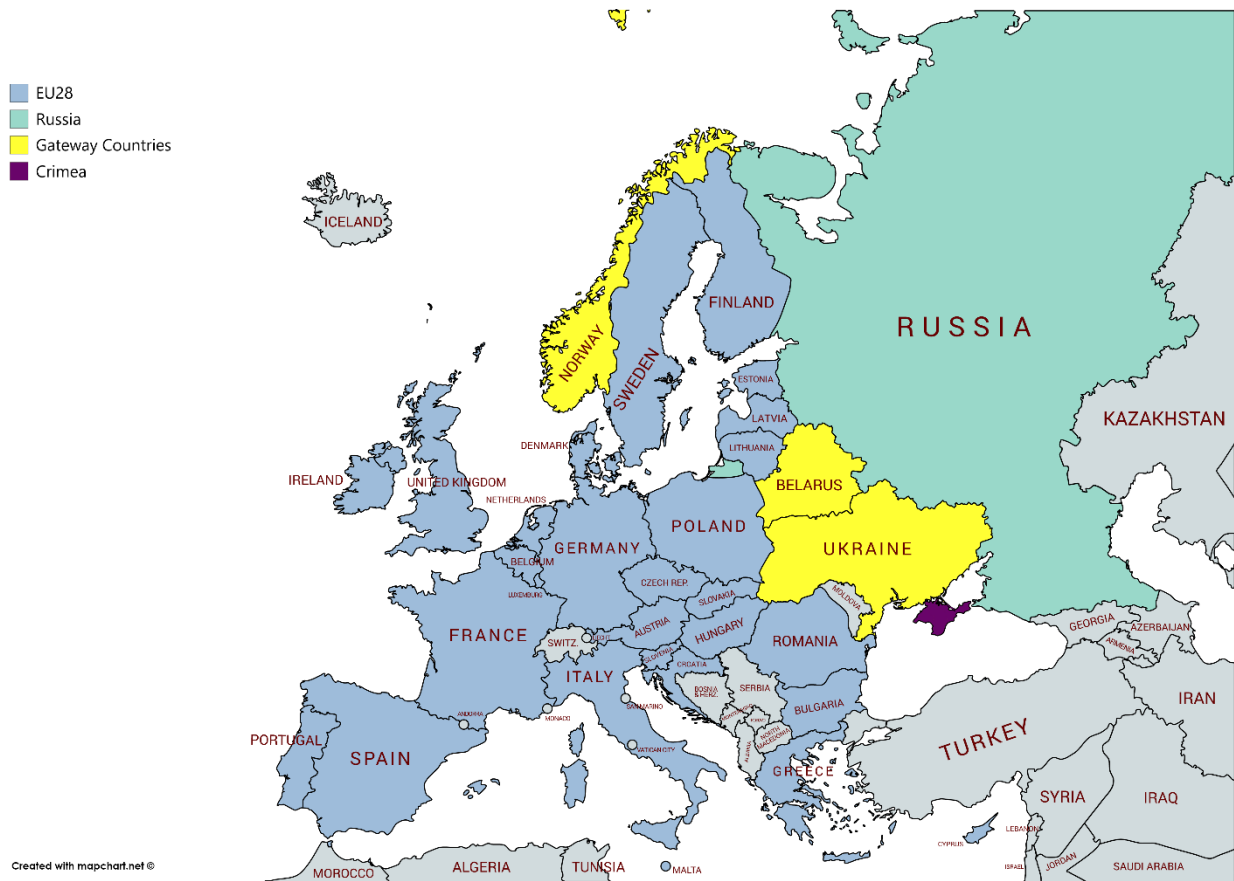 EU28
Russia
Gateway Countries
Crimea
ICELAND
NORWAY
SWEDEN
FINLAND
RUSSIA
ESTONIA
LATVIA
LITHUANIA
KAZAKHSTAN
DENMARK
IRELAND
UNITED KINGDOM
NETHERLANDS
BELARUS
POLAND
GERMANY
UKRAINE
BELGIUM
LUXEMBURG
CZECH REP.
SLOVAKIA
MOLDOVA
FRANCE
SWITZ.
AUSTRIA
HUNGARY
ROMANIA
GEORGIA
AZERBAIJAN
ARMENIA
SLOVENIA
CROATIA
ITALY
BOSNIA
& HERZ.
SERBIA
SAN MARINO
MONTENEGRO
BULGARIA
ANDORRA
MONACO
NORTH
MACEDONIA
ALBANIA
IRAN
PORTUGAL
SPAIN
VATICAN CITY
TURKEY
GREECE
SYRIA
IRAQ
CYPRUS
LEBANON
ISRAEL
JORDAN
SAUDI ARABIA
MOROCCO
ALGERIA
TUNISIA
MALTA
Created with mapchart.net ©